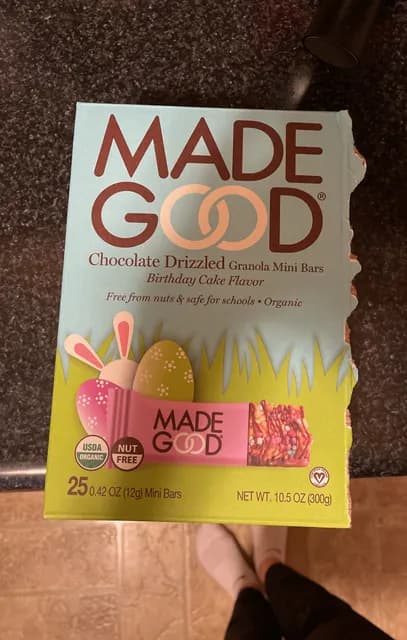 MADE
GOOD®
Chocolate Drizzled Granola Mini Bars
Birthday Cake Flavor
Free from nuts & safe for schools • Organic
MADE
GOOD
USDA
ORGANIC
NUT
FREE
25 0.42 OZ (12g) Mini Bars
NET WT. 10.5 OZ (300g)